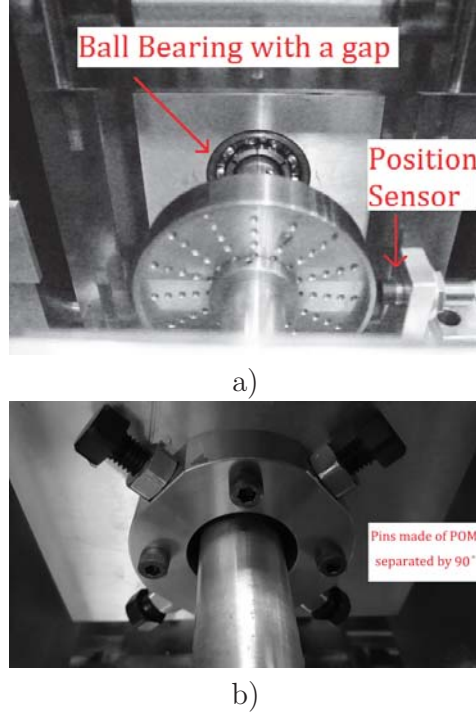 Ball Bearing with a gap
Position
Sensor
a)
Pins made of POM
separated by 90°
b)